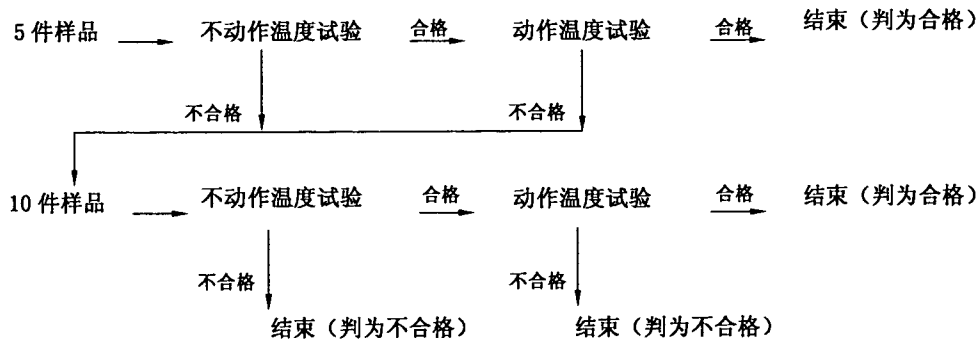 5 件样品 不动作温度试验 合格 动作温度试验 合格 结束（判为合格）
不合格 不合格
10 件样品 不动作温度试验 合格 动作温度试验 合格 结束（判为合格）
不合格 不合格
结束（判为不合格） 结束（判为不合格）